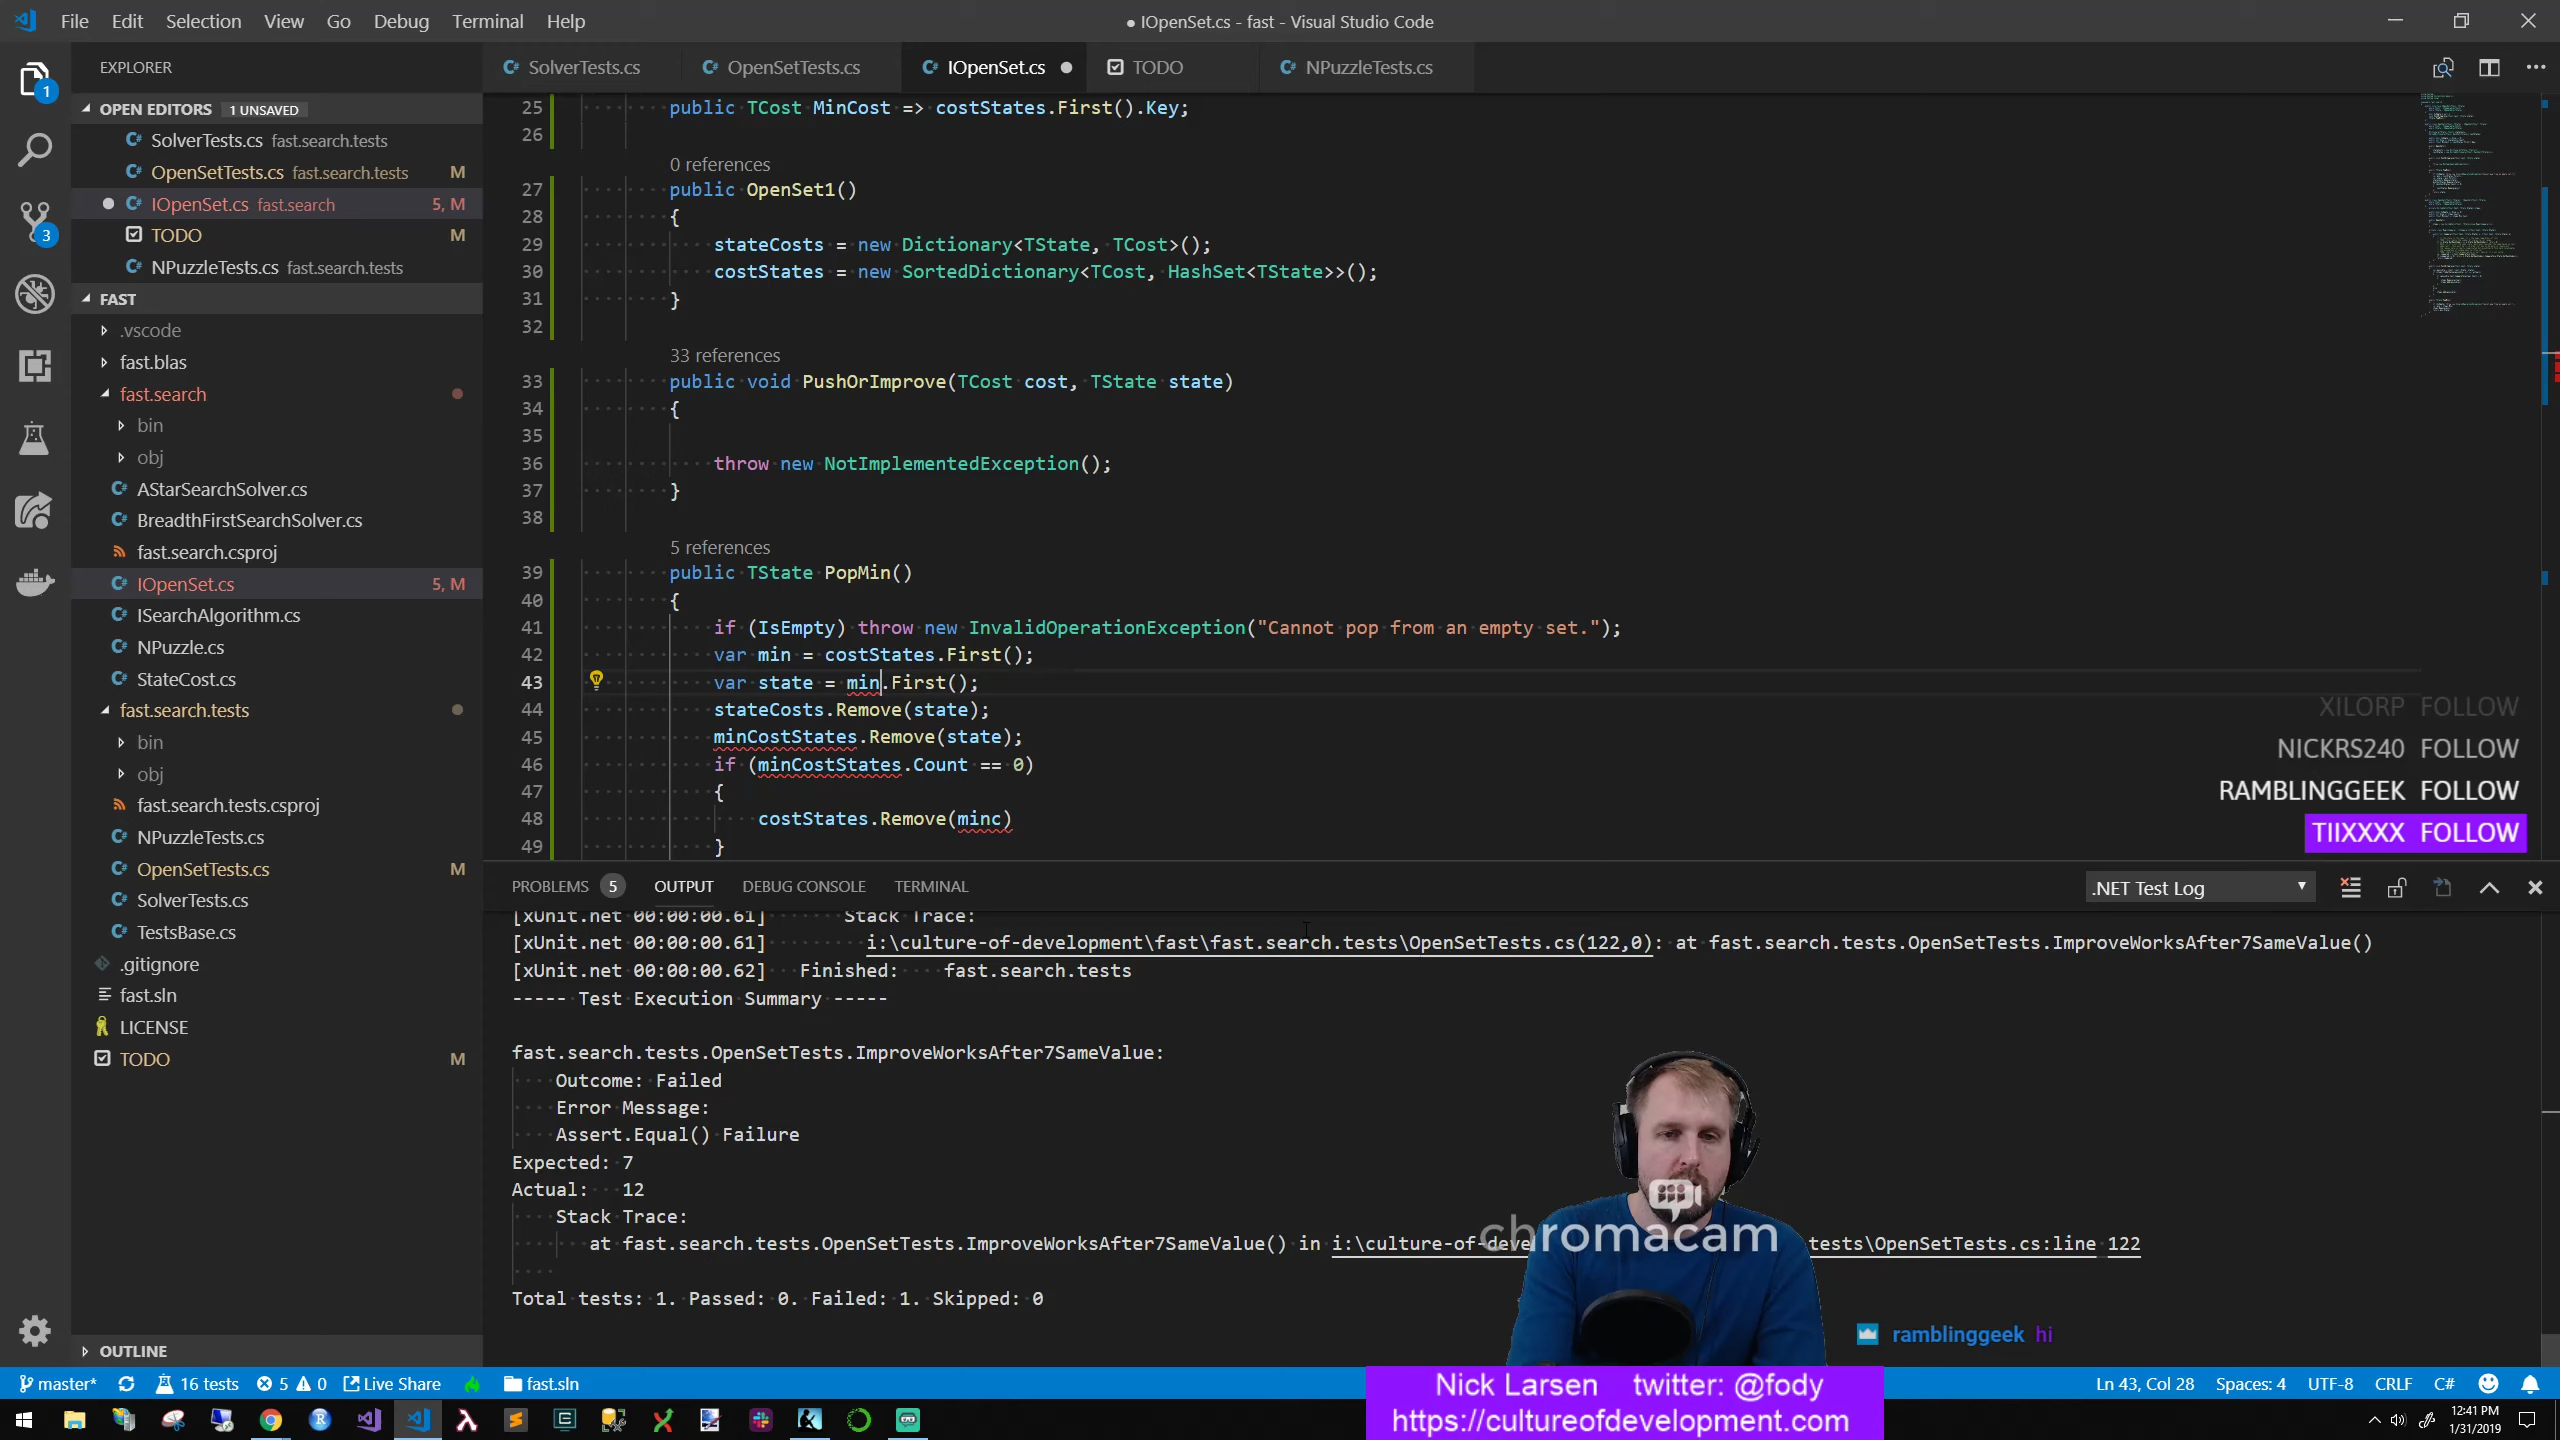 File Edit Selection View Go Debug Terminal Help
● IOpenSet.cs - fast - Visual Studio Code
EXPLORER
OPEN EDITORS 1 UNSAVED
SolverTests.cs fast.search.tests
OpenSetTests.cs fast.search.tests M
IOpenSet.cs fast.search 5, M
TODO M
NPuzzleTests.cs fast.search.tests
FAST
.vscode
fast.blas
fast.search
bin
obj
AStarSearchSolver.cs
BreadthFirstSearchSolver.cs
fast.search.csproj
IOpenSet.cs 5, M
ISearchAlgorithm.cs
NPuzzle.cs
StateCost.cs
fast.search.tests
bin
obj
fast.search.tests.csproj
NPuzzleTests.cs
OpenSetTests.cs M
SolverTests.cs
TestsBase.cs
.gitignore
fast.sln
LICENSE
TODO M
OUTLINE
1
3
SolverTests.cs OpenSetTests.cs IOpenSet.cs TODO NPuzzleTests.cs
25 public TCost MinCost => costStates.First().Key;
26
0 references
27 public OpenSet1()
28 {
29 stateCosts = new Dictionary<TState, TCost>();
30 costStates = new SortedDictionary<TCost, HashSet<TState>>();
31 }
32
33 references
33 public void PushOrImprove(TCost cost, TState state)
34 {
35
36 throw new NotImplementedException();
37 }
38
5 references
39 public TState PopMin()
40 {
41 if (IsEmpty) throw new InvalidOperationException("Cannot pop from an empty set.");
42 var min = costStates.First();
43 var state = min.First();
44 stateCosts.Remove(state);
45 minCostStates.Remove(state);
46 if (minCostStates.Count == 0)
47 {
48 costStates.Remove(minc)
49 }
XILORP FOLLOW
NICKRS240 FOLLOW
RAMBLINGGEEK FOLLOW
TIIXXXX FOLLOW
PROBLEMS 5 OUTPUT DEBUG CONSOLE TERMINAL .NET Test Log
[xUnit.net 00:00:00.61] Stack Trace:
[xUnit.net 00:00:00.61] i:\culture-of-development\fast\fast.search.tests\OpenSetTests.cs(122,0): at fast.search.tests.OpenSetTests.ImproveWorksAfter7SameValue()
[xUnit.net 00:00:00.62] Finished: fast.search.tests
----- Test Execution Summary -----
fast.search.tests.OpenSetTests.ImproveWorksAfter7SameValue:
Outcome: Failed
Error Message:
Assert.Equal() Failure
Expected: 7
Actual: 12
Stack Trace:
at fast.search.tests.OpenSetTests.ImproveWorksAfter7SameValue() in i:\culture-of-deve tests\OpenSetTests.cs:line 122
Total tests: 1. Passed: 0. Failed: 1. Skipped: 0
chromacam
ramblinggeek hi
master* 16 tests 5 0 Live Share fast.sln
Ln 43, Col 28 Spaces: 4 UTF-8 CRLF C#
Nick Larsen twitter: @fody
https://cultureofdevelopment.com
12:41 PM
1/31/2019